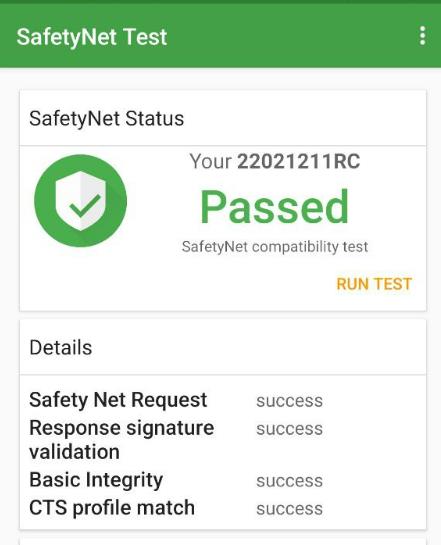 SafetyNet Test
SafetyNet Status
Your 22021211RC
Passed
SafetyNet compatibility test
RUN TEST
Details
Safety Net Request success
Response signature success
validation
Basic Integrity success
CTS profile match success